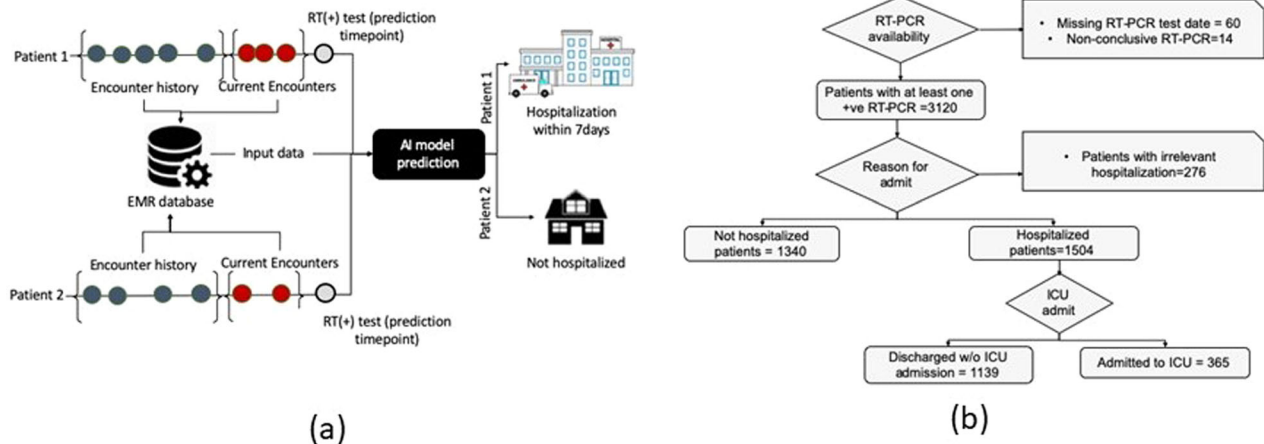 RT(+) test (prediction
timepoint)
Patient 1
Encounter history
Current Encounters
EMR database
Input data
AI model
prediction
Patient 1
HOSPITAL
AMBULANCE
Hospitalization
within 7days
Patient 2
Not hospitalized
Encounter history
Current Encounters
Patient 2
RT(+) test (prediction
timepoint)
(a)
RT-PCR
availability
• Missing RT-PCR test date = 60
• Non-conclusive RT-PCR=14
Patients with at least one
+ve RT-PCR =3120
Reason for
admit
• Patients with irrelevant
hospitalization=276
Not hospitalized
patients = 1340
Hospitalized
patients=1504
ICU
admit
Discharged w/o ICU
admission = 1139
Admitted to ICU = 365
(b)